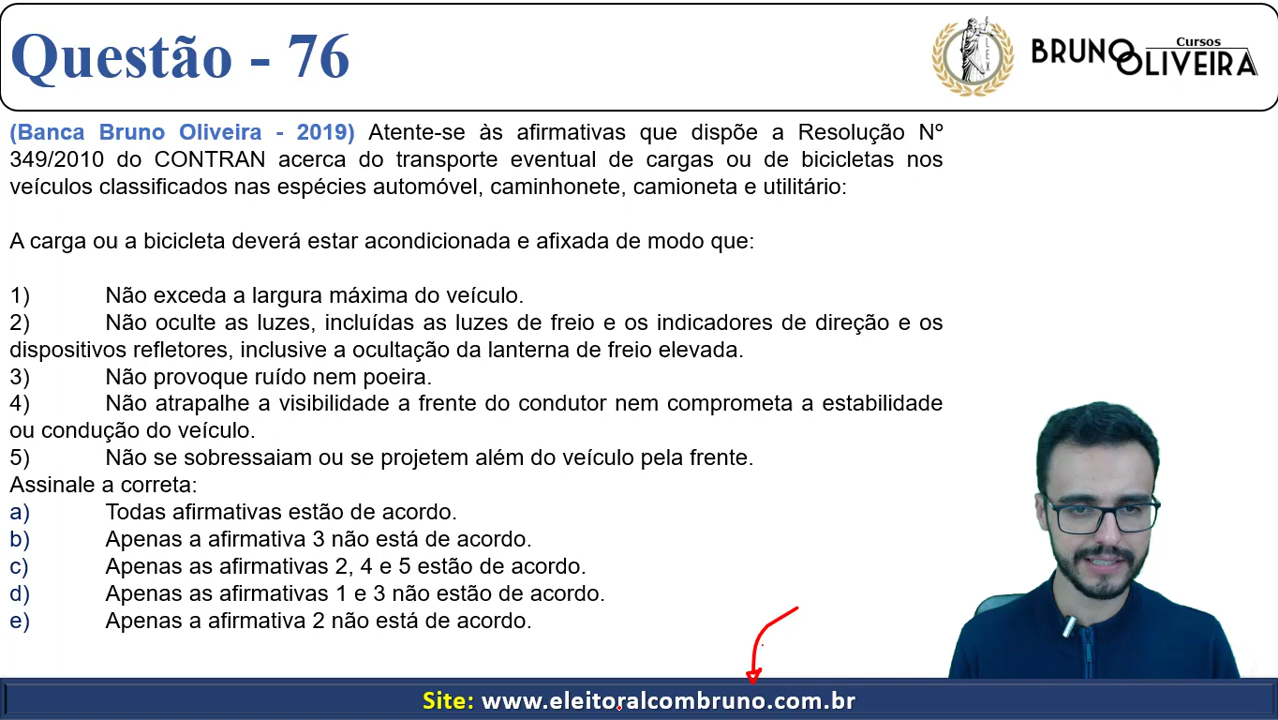 Questão - 76
LEX
Cursos
BRUNO
OLIVEIRA
(Banca Bruno Oliveira - 2019) Atente-se às afirmativas que dispõe a Resolução Nº
349/2010 do CONTRAN acerca do transporte eventual de cargas ou de bicicletas nos
veículos classificados nas espécies automóvel, caminhonete, camioneta e utilitário:
A carga ou a bicicleta deverá estar acondicionada e afixada de modo que:
1) Não exceda a largura máxima do veículo.
2) Não oculte as luzes, incluídas as luzes de freio e os indicadores de direção e os
dispositivos refletores, inclusive a ocultação da lanterna de freio elevada.
3) Não provoque ruído nem poeira.
4) Não atrapalhe a visibilidade a frente do condutor nem comprometa a estabilidade
ou condução do veículo.
5) Não se sobressaiam ou se projetem além do veículo pela frente.
Assinale a correta:
a) Todas afirmativas estão de acordo.
b) Apenas a afirmativa 3 não está de acordo.
c) Apenas as afirmativas 2, 4 e 5 estão de acordo.
d) Apenas as afirmativas 1 e 3 não estão de acordo.
e) Apenas a afirmativa 2 não está de acordo.
Site: www.eleitoralcombruno.com.br